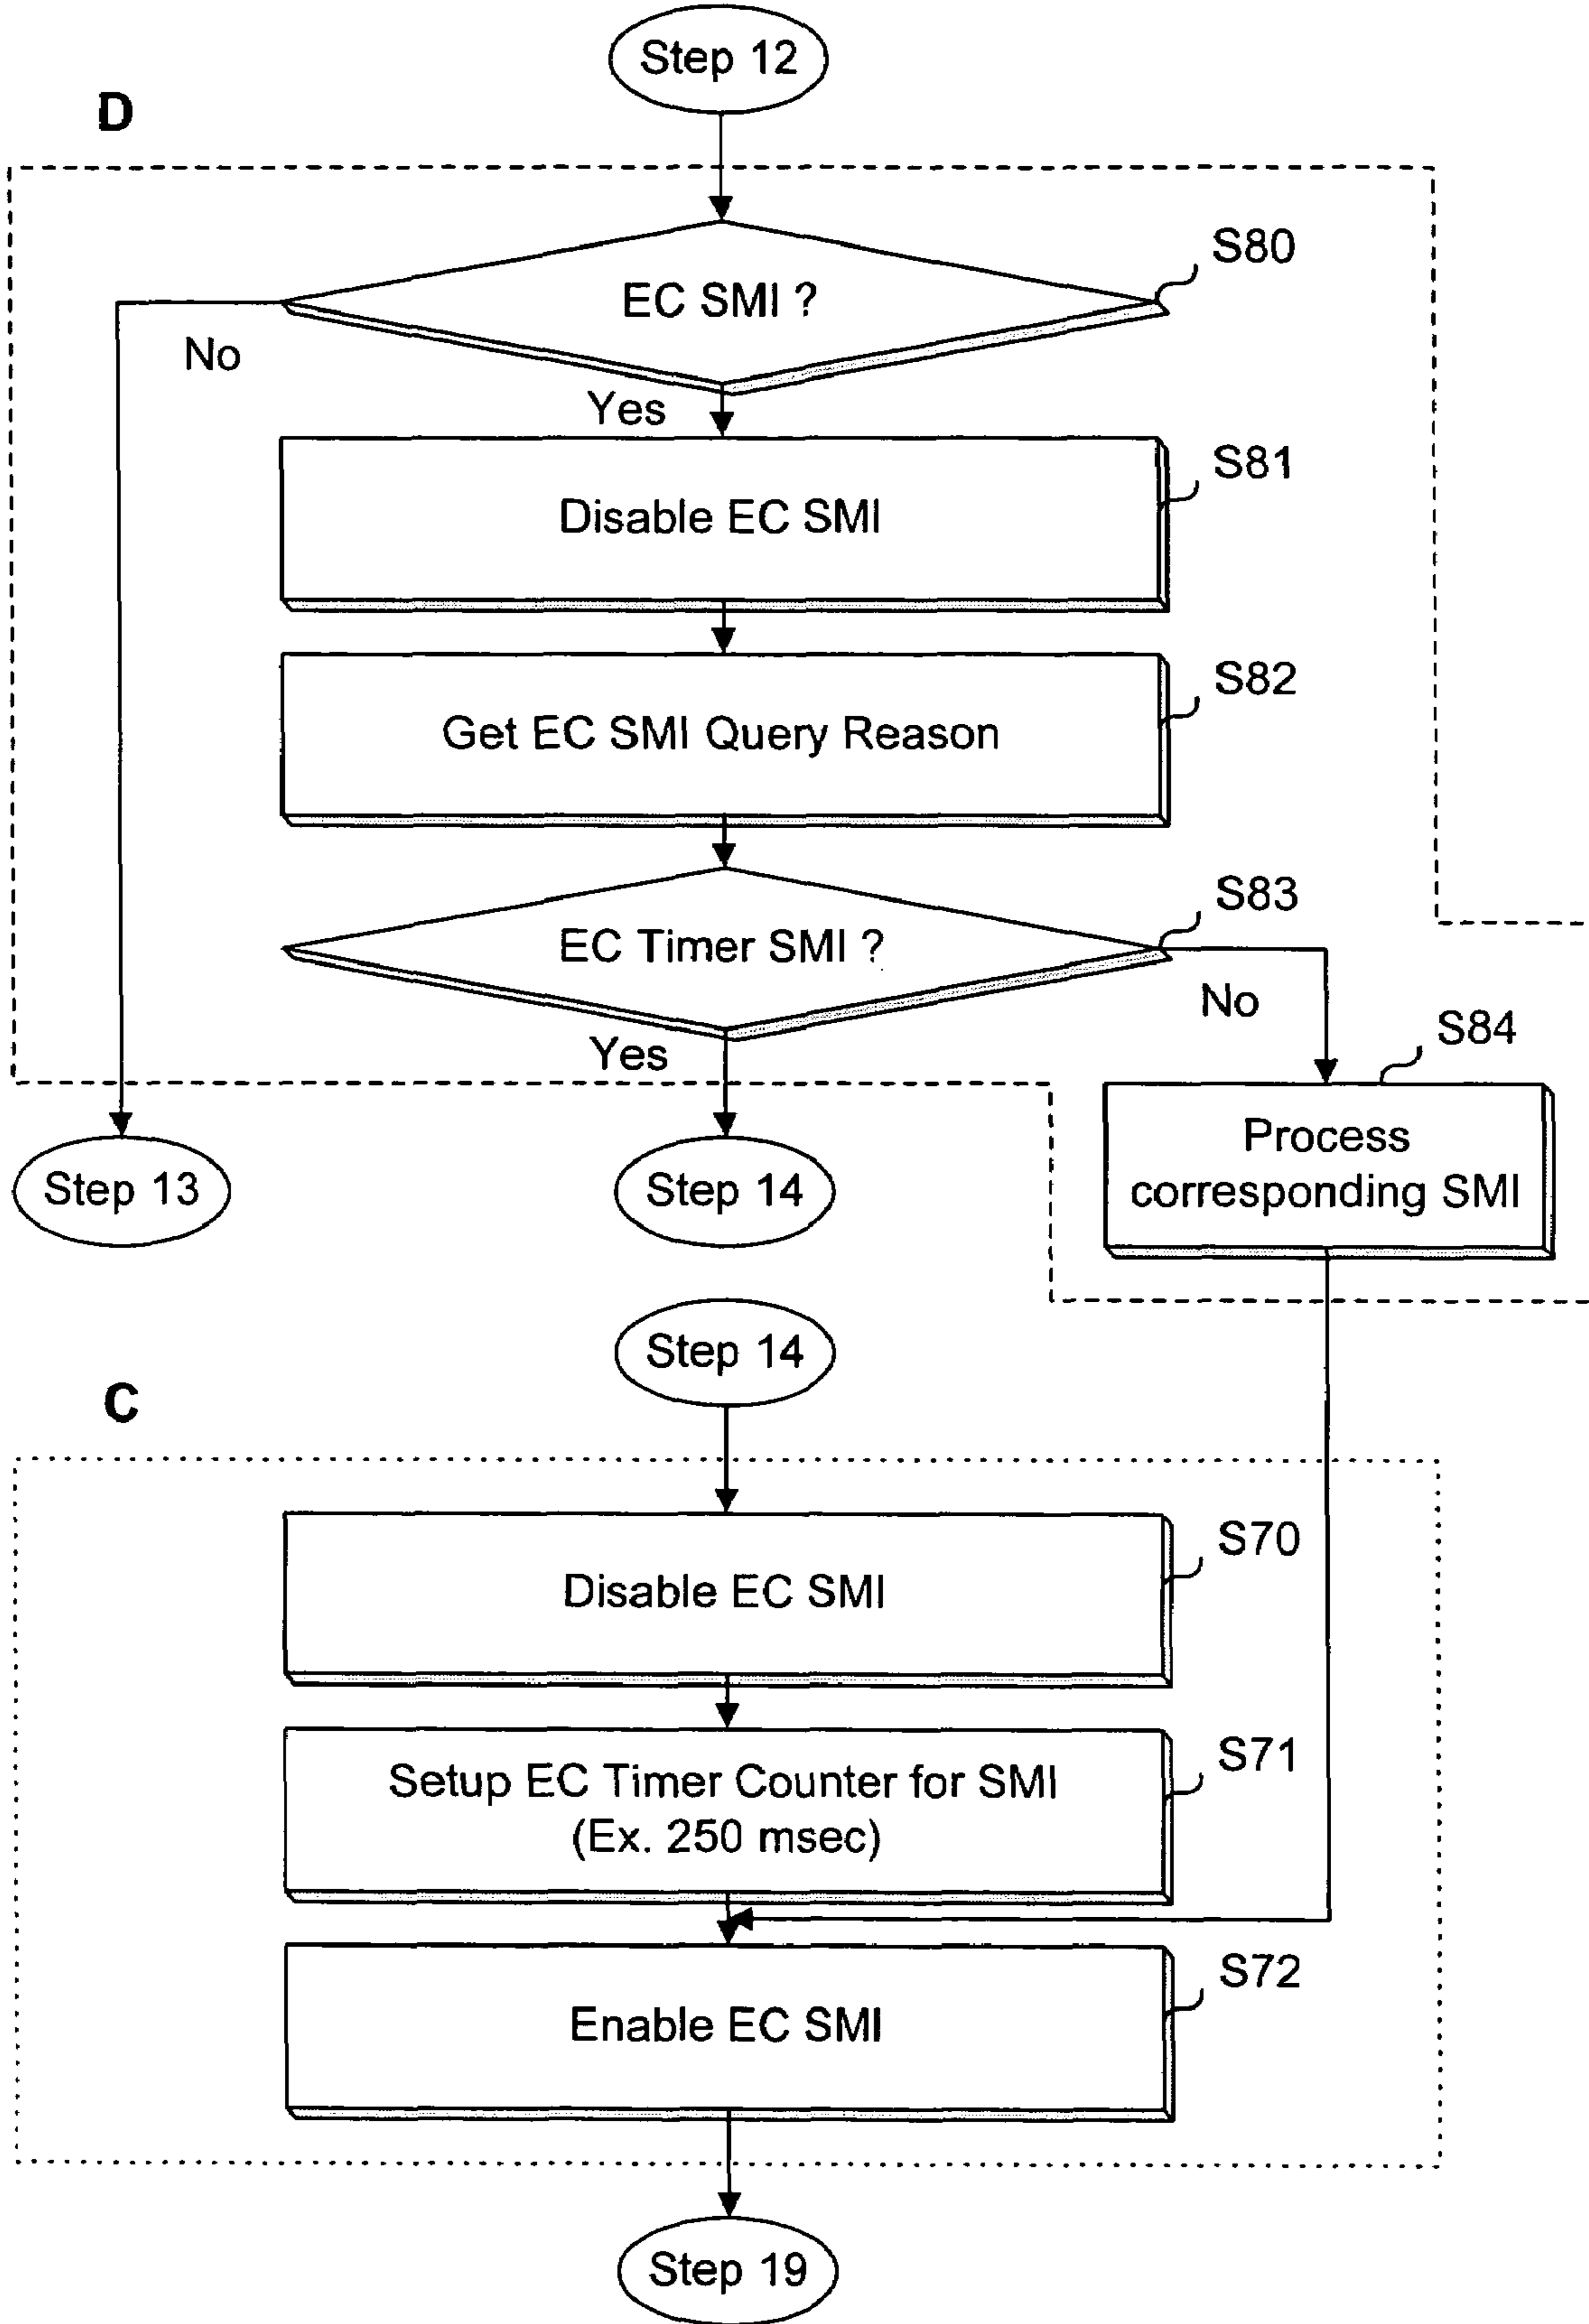 Step 12
D
S80
EC SMI ?
No
Yes
S81
Disable EC SMI
S82
Get EC SMI Query Reason
S83
EC Timer SMI ?
No
Yes
S84
Process
corresponding SMI
Step 13
Step 14
Step 14
C
S70
Disable EC SMI
S71
Setup EC Timer Counter for SMI
(Ex. 250 msec)
S72
Enable EC SMI
Step 19